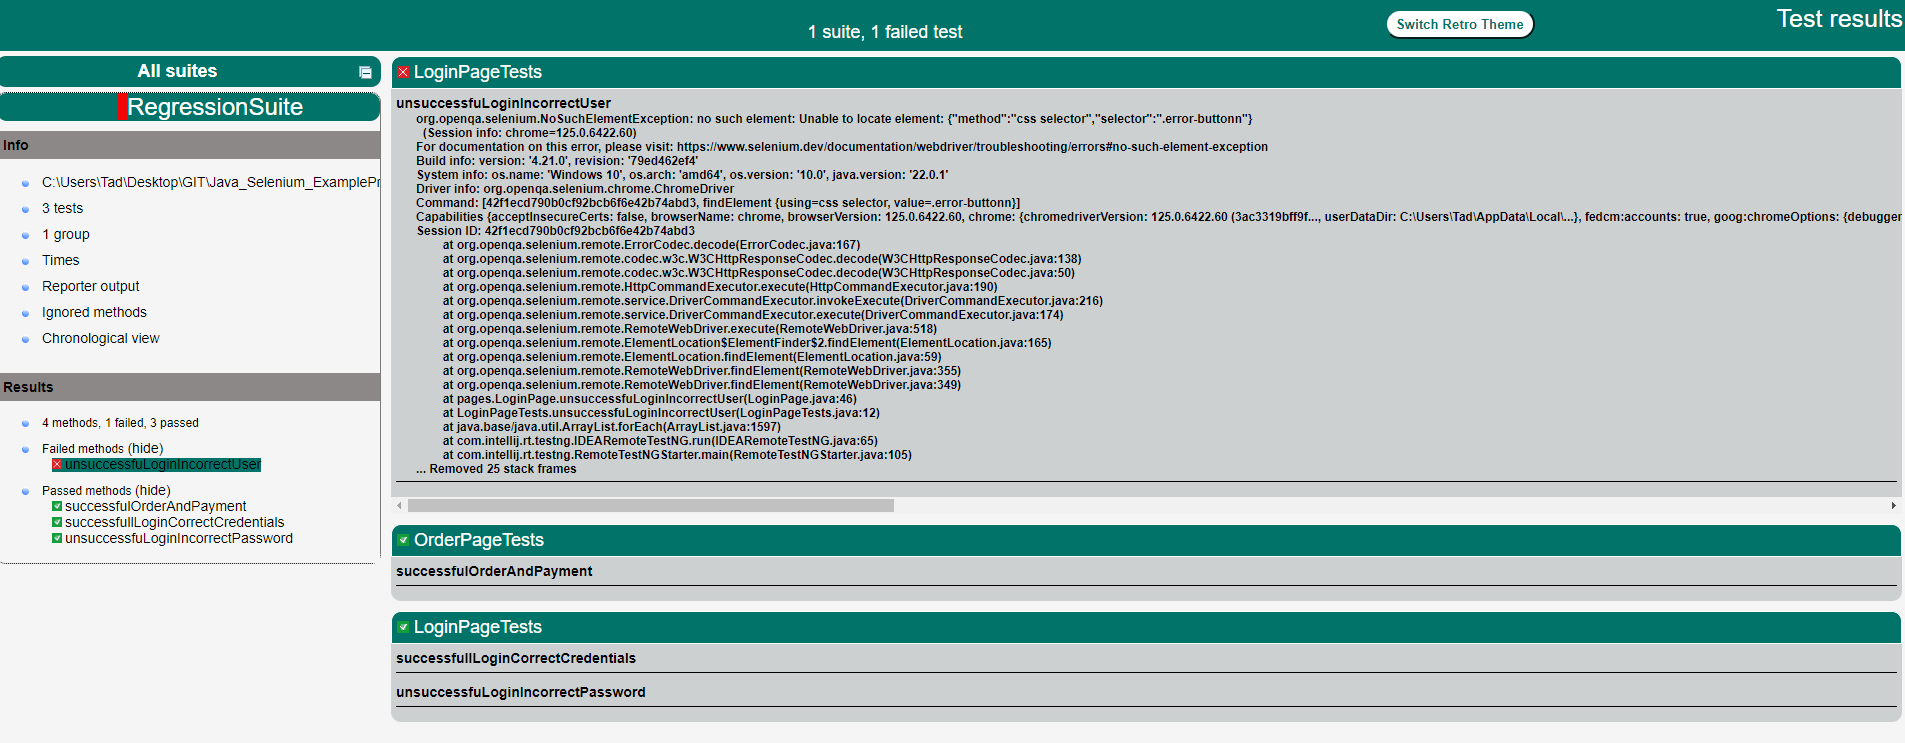 Test results
1 suite, 1 failed test
Switch Retro Theme
All suites
RegressionSuite
Info
C:\Users\Tad\Desktop\GIT\Java_Selenium_ExamplePr
3 tests
1 group
Times
Reporter output
Ignored methods
Chronological view
Results
4 methods, 1 failed, 3 passed
Failed methods (hide)
unsuccessfuLoginIncorrectUser
Passed methods (hide)
successfulOrderAndPayment
successfullLoginCorrectCredentials
unsuccessfuLoginIncorrectPassword
LoginPageTests
unsuccessfuLoginIncorrectUser
org.openqa.selenium.NoSuchElementException: no such element: Unable to locate element: {"method":"css selector","selector":".error-buttonn"}
(Session info: chrome=125.0.6422.60)
For documentation on this error, please visit: https://www.selenium.dev/documentation/webdriver/troubleshooting/errors#no-such-element-exception
Build info: version: '4.21.0', revision: '79ed462ef4'
System info: os.name: 'Windows 10', os.arch: 'amd64', os.version: '10.0', java.version: '22.0.1'
Driver info: org.openqa.selenium.chrome.ChromeDriver
Command: [42f1ecd790b0cf92bcb6f6e42b74abd3, findElement {using=css selector, value=.error-buttonn}]
Capabilities {acceptInsecureCerts: false, browserName: chrome, browserVersion: 125.0.6422.60, chrome: {chromedriverVersion: 125.0.6422.60 (3ac3319bff9f..., userDataDir: C:\Users\Tad\AppData\Local\...}, fedcm:accounts: true, goog:chromeOptions: {debugger
Session ID: 42f1ecd790b0cf92bcb6f6e42b74abd3
at org.openqa.selenium.remote.ErrorCodec.decode(ErrorCodec.java:167)
at org.openqa.selenium.remote.codec.w3c.W3CHttpResponseCodec.decode(W3CHttpResponseCodec.java:138)
at org.openqa.selenium.remote.codec.w3c.W3CHttpResponseCodec.decode(W3CHttpResponseCodec.java:50)
at org.openqa.selenium.remote.HttpCommandExecutor.execute(HttpCommandExecutor.java:190)
at org.openqa.selenium.remote.service.DriverCommandExecutor.invokeExecute(DriverCommandExecutor.java:216)
at org.openqa.selenium.remote.service.DriverCommandExecutor.execute(DriverCommandExecutor.java:174)
at org.openqa.selenium.remote.RemoteWebDriver.execute(RemoteWebDriver.java:518)
at org.openqa.selenium.remote.ElementLocation$ElementFinder$2.findElement(ElementLocation.java:165)
at org.openqa.selenium.remote.ElementLocation.findElement(ElementLocation.java:59)
at org.openqa.selenium.remote.RemoteWebDriver.findElement(RemoteWebDriver.java:355)
at org.openqa.selenium.remote.RemoteWebDriver.findElement(RemoteWebDriver.java:349)
at pages.LoginPage.unsuccessfuLoginIncorrectUser(LoginPage.java:46)
at LoginPageTests.unsuccessfuLoginIncorrectUser(LoginPageTests.java:12)
at java.base/java.util.ArrayList.forEach(ArrayList.java:1597)
at com.intellij.rt.testng.IDEARemoteTestNG.run(IDEARemoteTestNG.java:65)
at com.intellij.rt.testng.RemoteTestNGStarter.main(RemoteTestNGStarter.java:105)
... Removed 25 stack frames
OrderPageTests
successfulOrderAndPayment
LoginPageTests
successfullLoginCorrectCredentials
unsuccessfuLoginIncorrectPassword